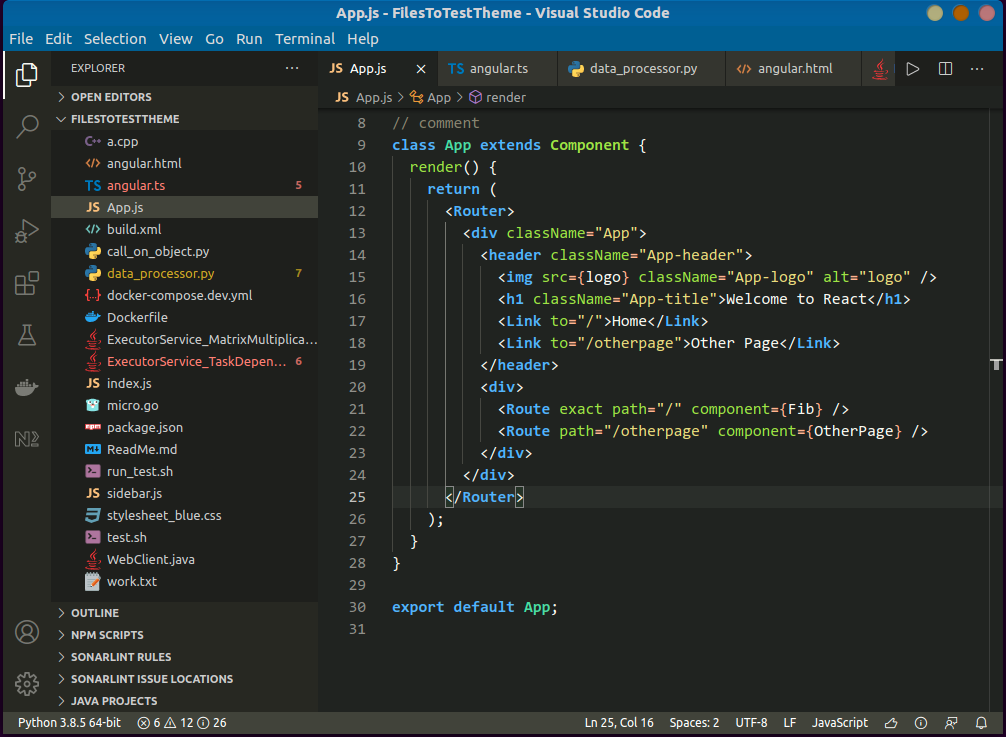 App.js - FilesToTestTheme - Visual Studio Code
File Edit Selection View Go Run Terminal Help
EXPLORER ···
OPEN EDITORS
FILESTOTESTTHEME
C++ a.cpp
<> angular.html
TS angular.ts 5
JS App.js
</> build.xml
call_on_object.py
data_processor.py 7
{..} docker-compose.dev.yml
Dockerfile
ExecutorService_MatrixMultiplica...
ExecutorService_TaskDepen... 6
JS index.js
micro.go
npm package.json
ReadMe.md
run_test.sh
JS sidebar.js
stylesheet_blue.css
test.sh
WebClient.java
work.txt
OUTLINE
NPM SCRIPTS
SONARLINT RULES
SONARLINT ISSUE LOCATIONS
JAVA PROJECTS
JS App.js × TS angular.ts data_processor.py <> angular.html ···
JS App.js > App > render
8 // comment
9 class App extends Component {
10 render() {
11 return (
12 <Router>
13 <div className="App">
14 <header className="App-header">
15 <img src={logo} className="App-logo" alt="logo" />
16 <h1 className="App-title">Welcome to React</h1>
17 <Link to="/">Home</Link>
18 <Link to="/otherpage">Other Page</Link>
19 </header>
20 <div>
21 <Route exact path="/" component={Fib} />
22 <Route path="/otherpage" component={OtherPage} />
23 </div>
24 </div>
25 </Router>
26 );
27 }
28 }
29
30 export default App;
31
Python 3.8.5 64-bit 6 12 26 Ln 25, Col 16 Spaces: 2 UTF-8 LF JavaScript